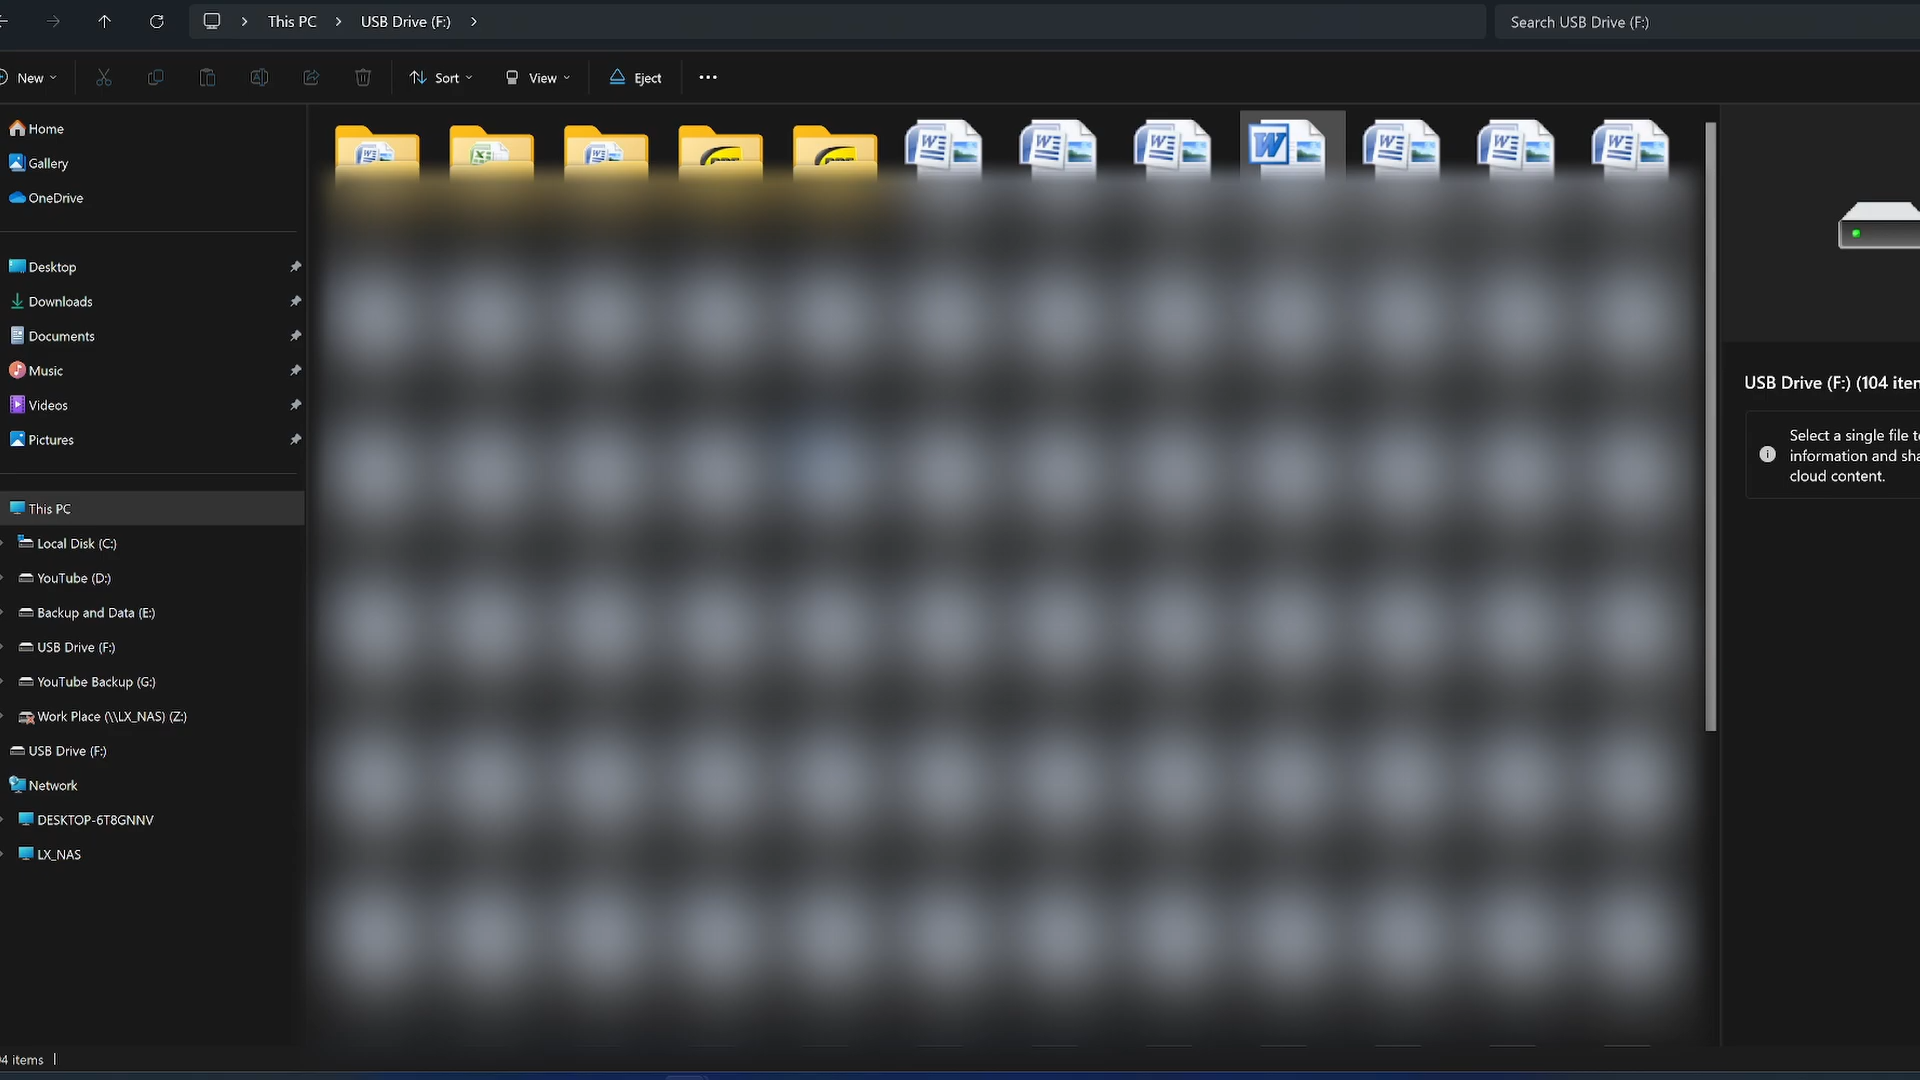 This PC
USB Drive (F:)
Search USB Drive (F:)
New
Sort
View
Eject
Home
Gallery
OneDrive
Desktop
Downloads
Documents
Music
Videos
Pictures
This PC
Local Disk (C:)
YouTube (D:)
Backup and Data (E:)
USB Drive (F:)
YouTube Backup (G:)
Work Place (\\LX_NAS) (Z:)
USB Drive (F:)
Network
DESKTOP-6T8GNNV
LX_NAS
USB Drive (F:) (104 iten
Select a single file to
information and sha
cloud content.
4 items